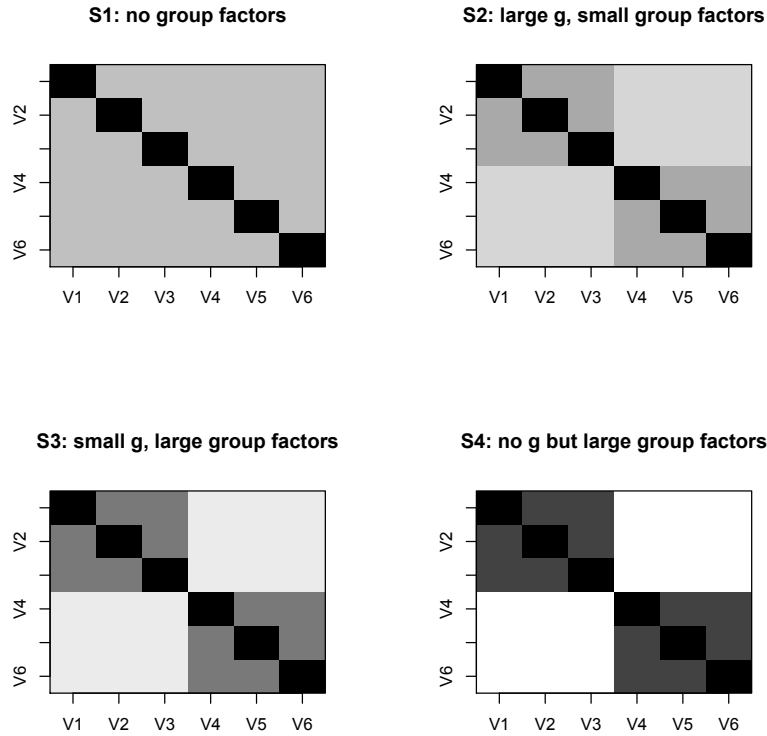 S1: no group factors
S2: large g, small group factors
V2
V4
V6
V1 V2 V3 V4 V5 V6
V2
V4
V6
V1 V2 V3 V4 V5 V6
S3: small g, large group factors
S4: no g but large group factors
V2
V4
V6
V1 V2 V3 V4 V5 V6
V2
V4
V6
V1 V2 V3 V4 V5 V6